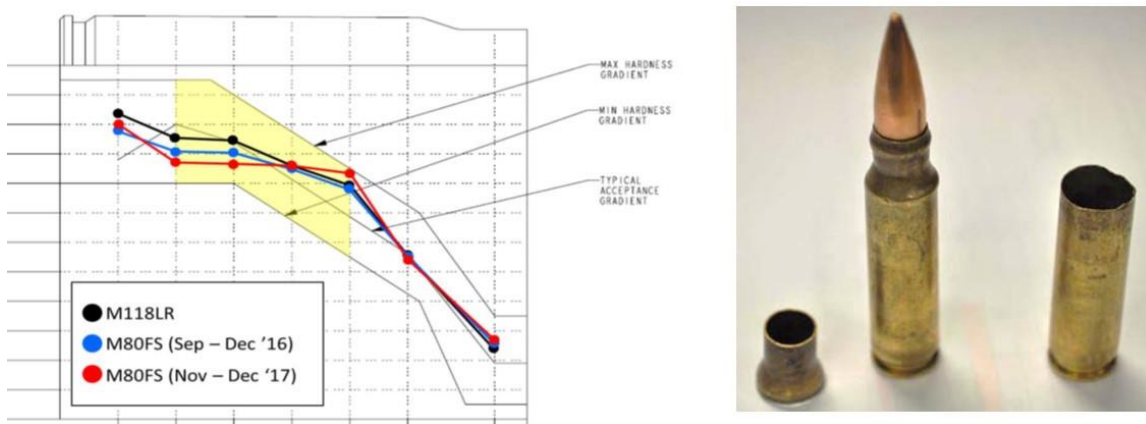 MAX HARDNESS
GRADIENT
MIN HARDNESS
GRADIENT
TYPICAL
ACCEPTANCE
GRADIENT
M118LR
M80FS (Sep – Dec '16)
M80FS (Nov – Dec '17)